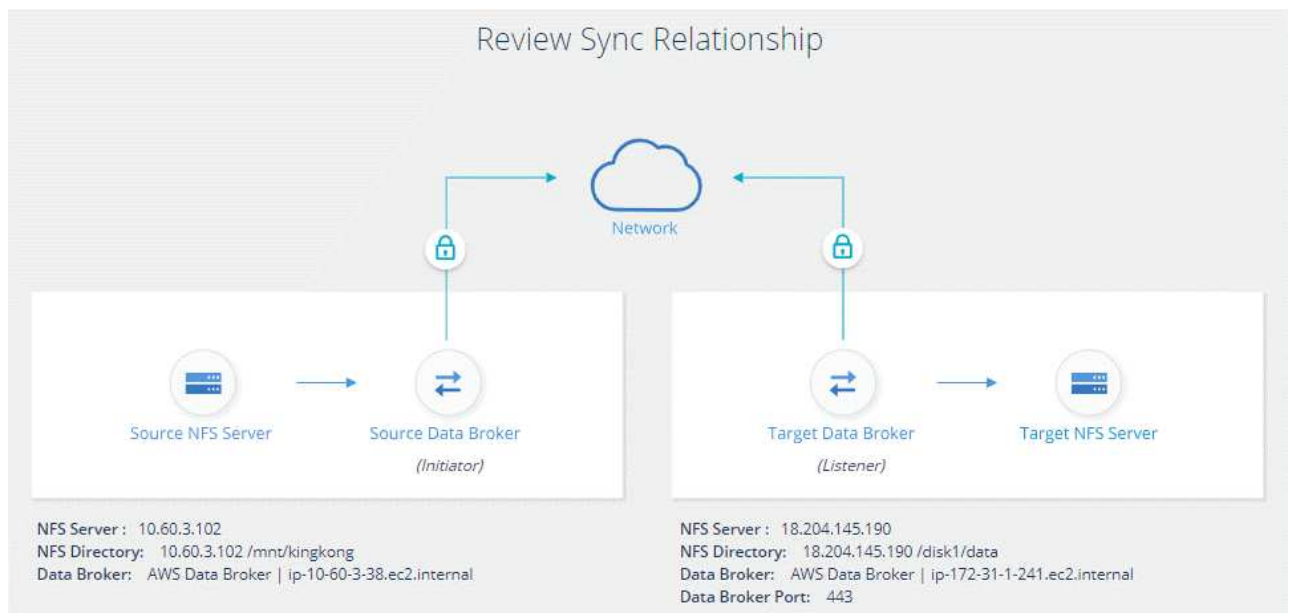 Review Sync Relationship
Network
Source NFS Server
Source Data Broker
(Initiator)
Target Data Broker
(Listener)
Target NFS Server
NFS Server : 10.60.3.102
NFS Directory: 10.60.3.102 /mnt/kingkong
Data Broker: AWS Data Broker | ip-10-60-3-38.ec2.internal
NFS Server : 18.204.145.190
NFS Directory: 18.204.145.190 /disk1/data
Data Broker: AWS Data Broker | ip-172-31-1-241.ec2.internal
Data Broker Port: 443